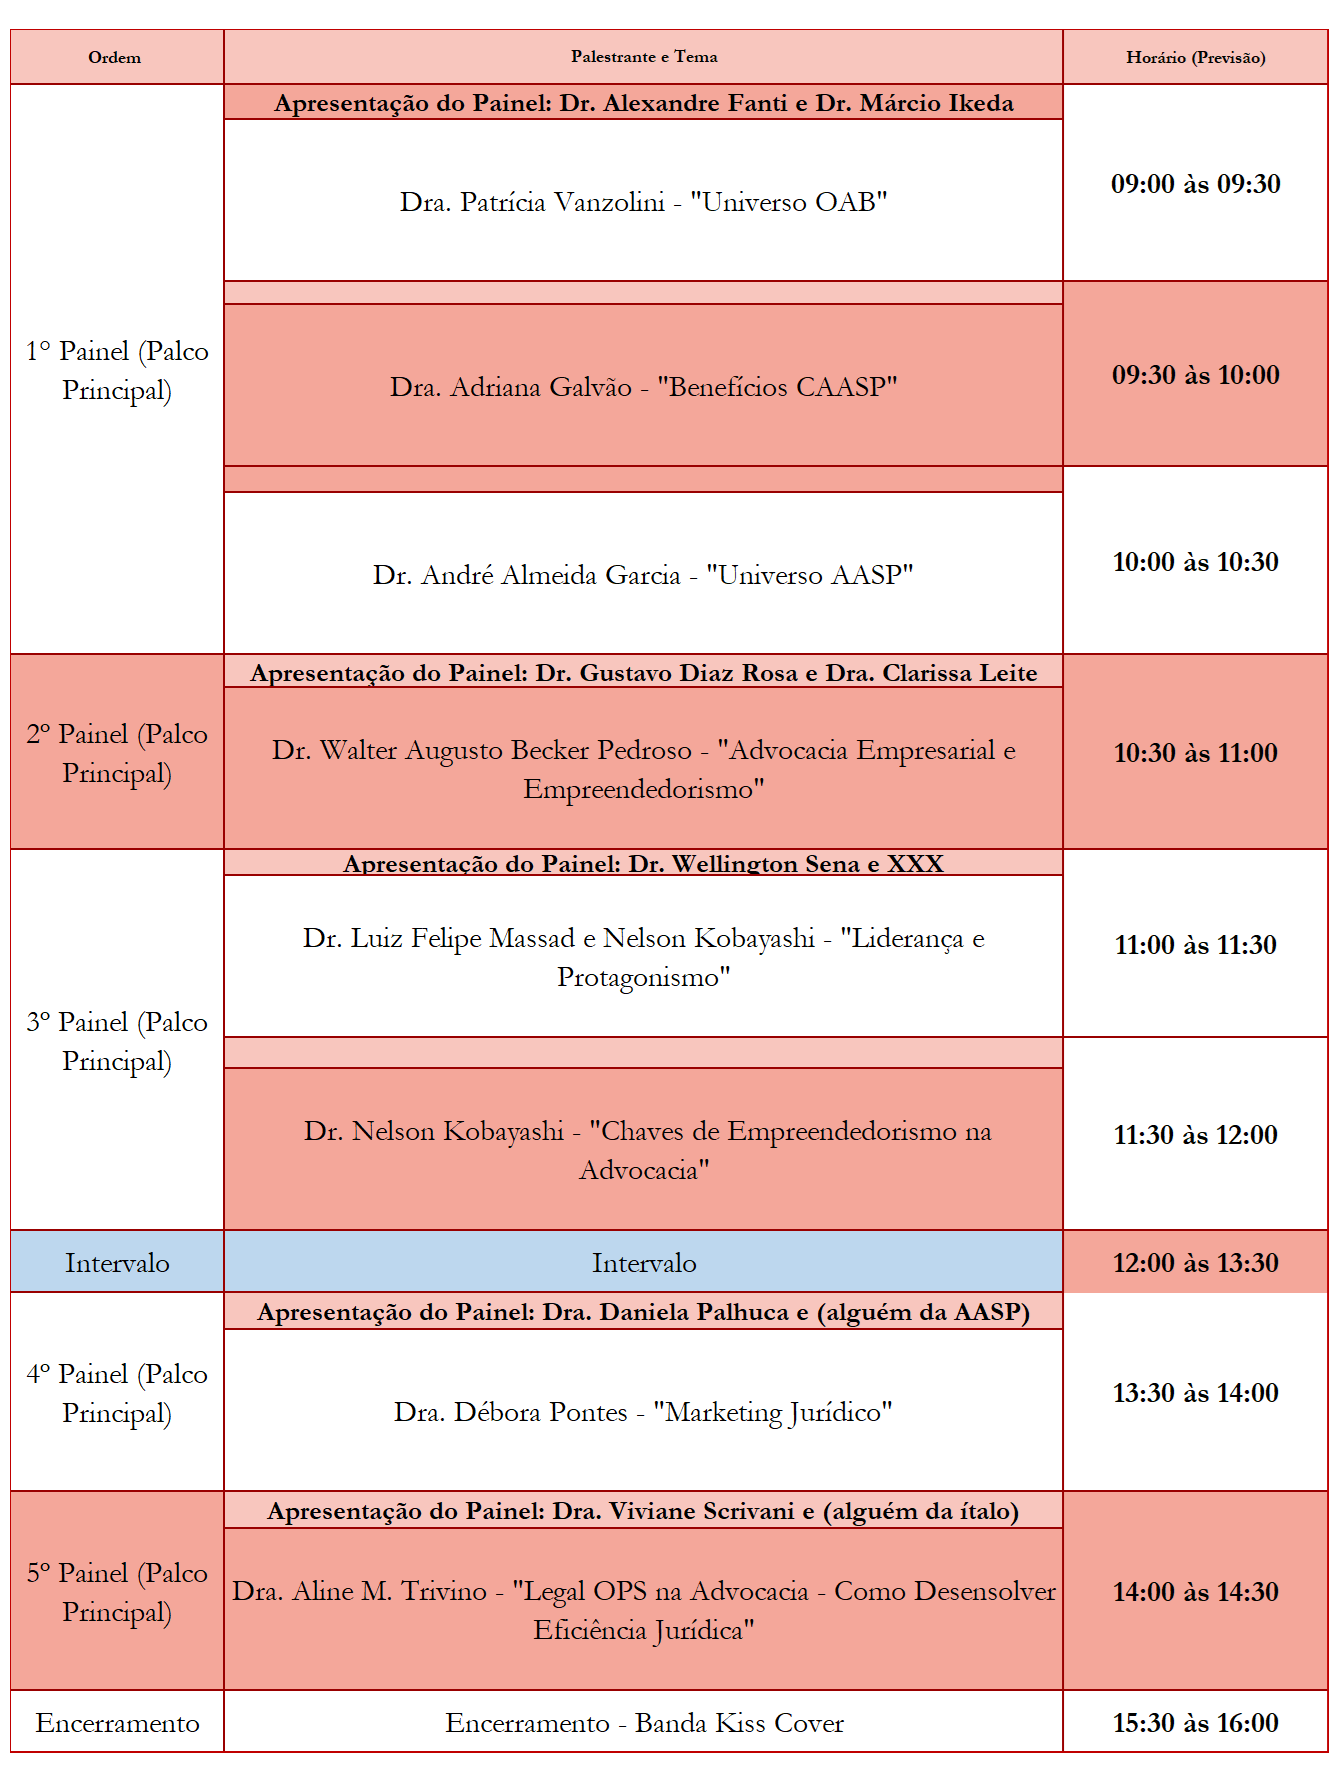 Ordem
Palestrante e Tema
Horário (Previsão)
1° Painel (Palco
Principal)
Apresentação do Painel: Dr. Alexandre Fanti e Dr. Márcio Ikeda
Dra. Patrícia Vanzolini - "Universo OAB"
09:00 às 09:30
Dra. Adriana Galvão - "Benefícios CAASP"
09:30 às 10:00
Dr. André Almeida Garcia - "Universo AASP"
10:00 às 10:30
2º Painel (Palco
Principal)
Apresentação do Painel: Dr. Gustavo Diaz Rosa e Dra. Clarissa Leite
Dr. Walter Augusto Becker Pedroso - "Advocacia Empresarial e
Empreendedorismo"
10:30 às 11:00
3º Painel (Palco
Principal)
Apresentação do Painel: Dr. Wellington Sena e XXX
Dr. Luiz Felipe Massad e Nelson Kobayashi - "Liderança e
Protagonismo"
11:00 às 11:30
Dr. Nelson Kobayashi - "Chaves de Empreendedorismo na
Advocacia"
11:30 às 12:00
Intervalo
Intervalo
12:00 às 13:30
4º Painel (Palco
Principal)
Apresentação do Painel: Dra. Daniela Palhuca e (alguém da AASP)
Dra. Débora Pontes - "Marketing Jurídico"
13:30 às 14:00
5º Painel (Palco
Principal)
Apresentação do Painel: Dra. Viviane Scrivani e (alguém da ítalo)
Dra. Aline M. Trivino - "Legal OPS na Advocacia - Como Desensolver
Eficiência Jurídica"
14:00 às 14:30
Encerramento
Encerramento - Banda Kiss Cover
15:30 às 16:00